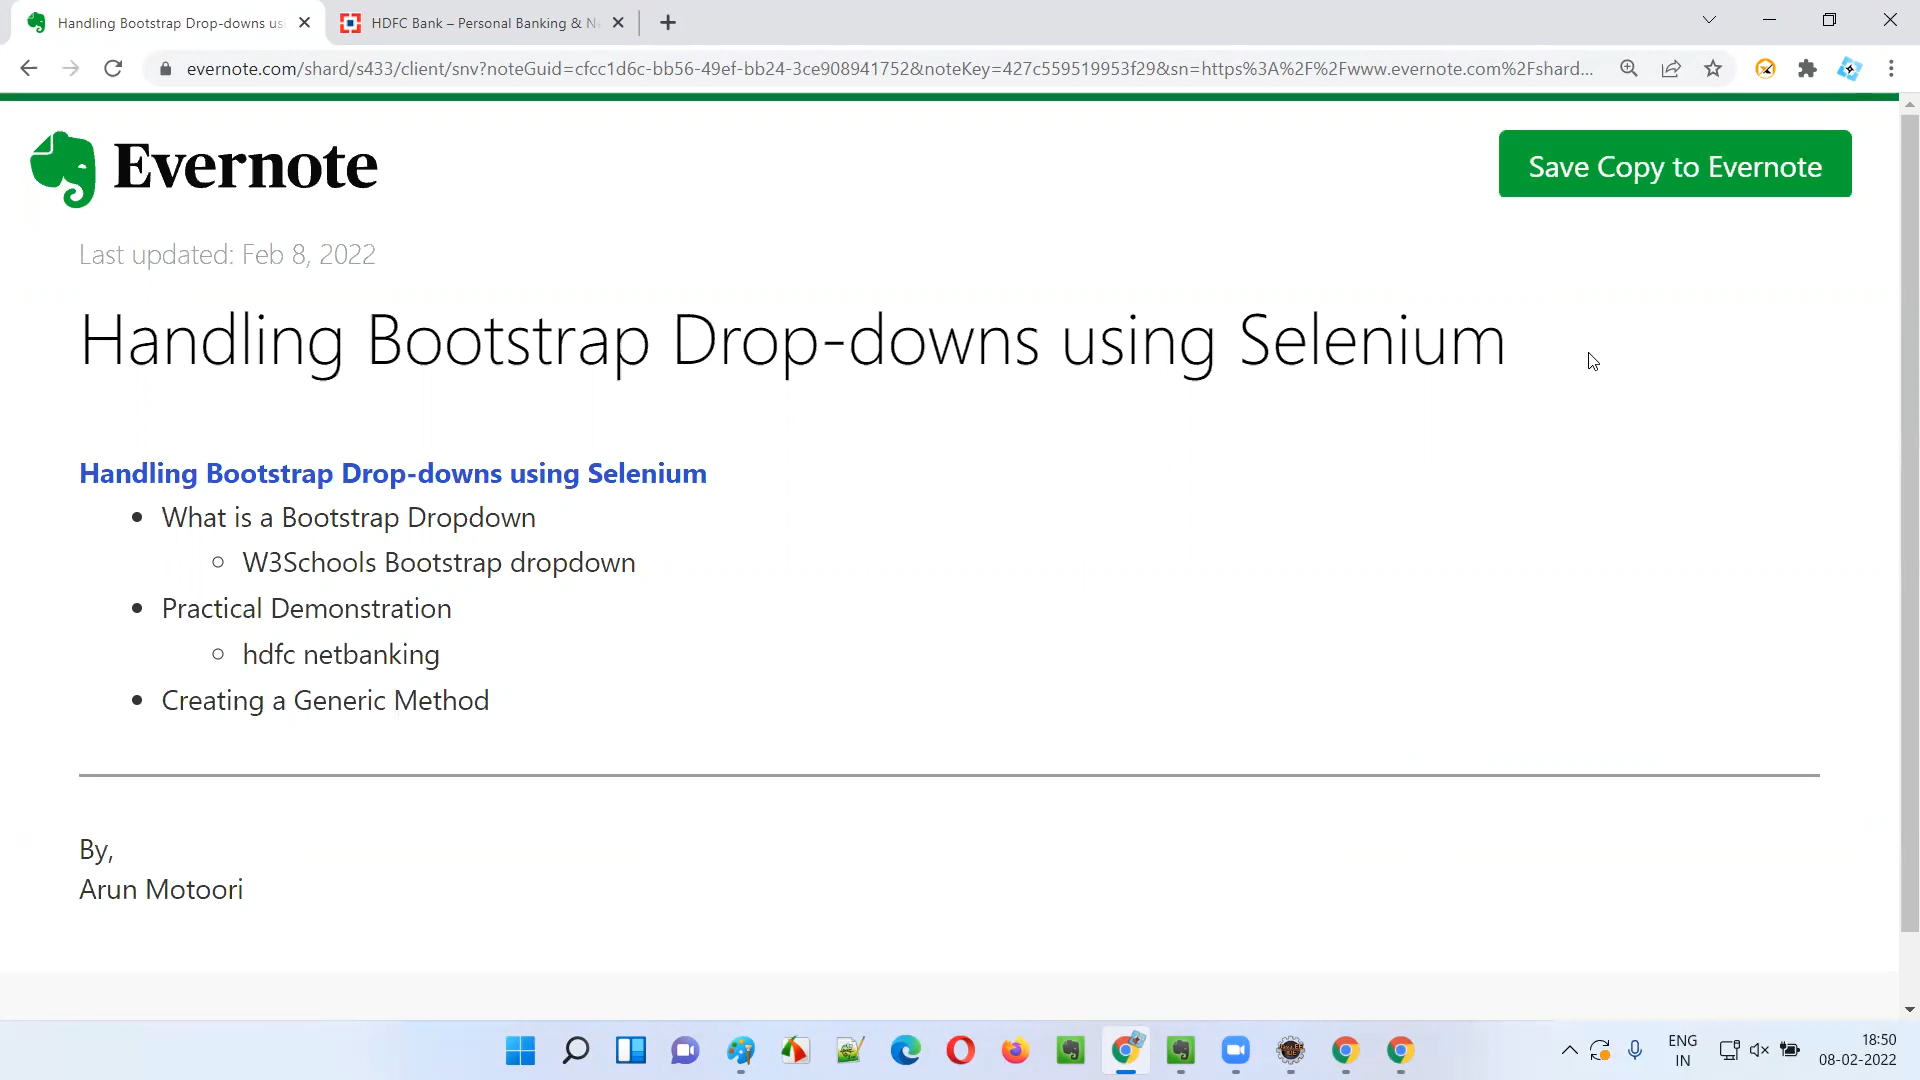 Handling Bootstrap Drop-downs us
HDFC Bank – Personal Banking & N
evernote.com/shard/s433/client/snv?noteGuid=cfcc1d6c-bb56-49ef-bb24-3ce908941752&noteKey=427c559519953f29&sn=https%3A%2F%2Fwww.evernote.com%2Fshard...
Evernote
Save Copy to Evernote
Last updated: Feb 8, 2022
Handling Bootstrap Drop-downs using Selenium
Handling Bootstrap Drop-downs using Selenium
What is a Bootstrap Dropdown
W3Schools Bootstrap dropdown
Practical Demonstration
hdfc netbanking
Creating a Generic Method
By,
Arun Motoori
ENG
IN
18:50
08-02-2022